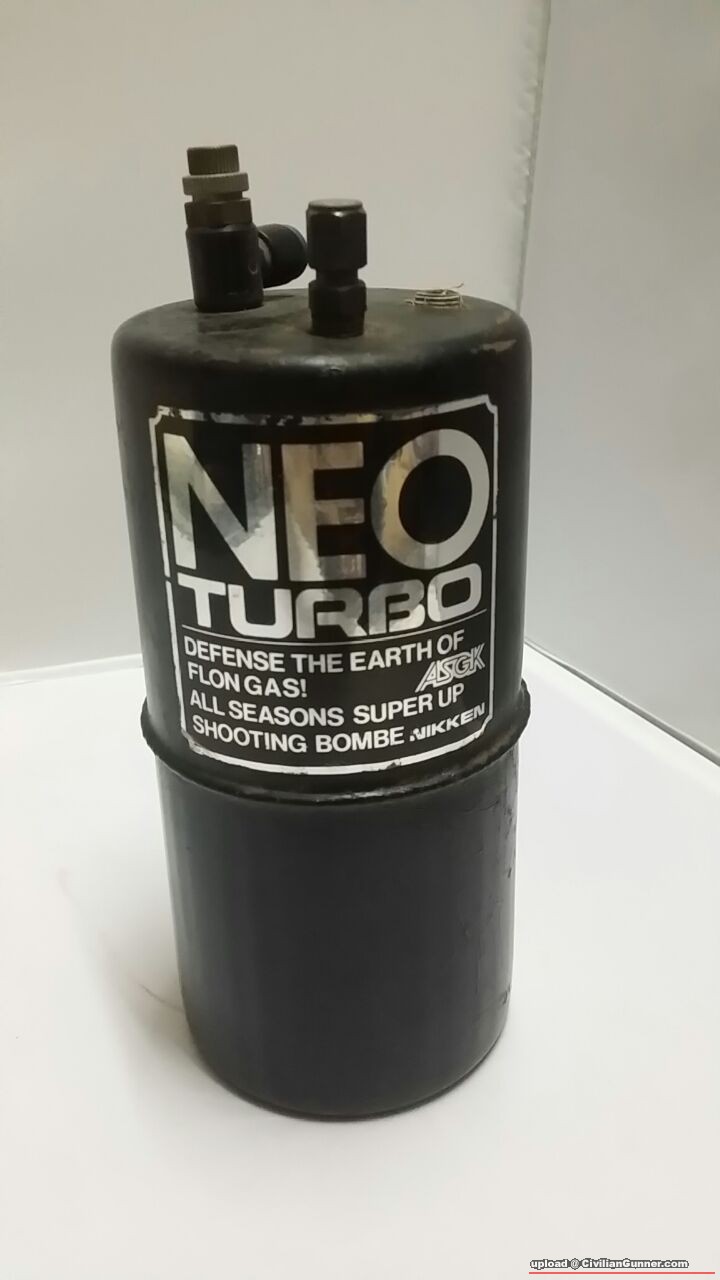 NEO
TURBO
DEFENSE THE EARTH OF
FLON GAS!
ASGK
ALL SEASONS SUPER UP
SHOOTING BOMBE NIKKEN
upload @ CivilianGunner.com